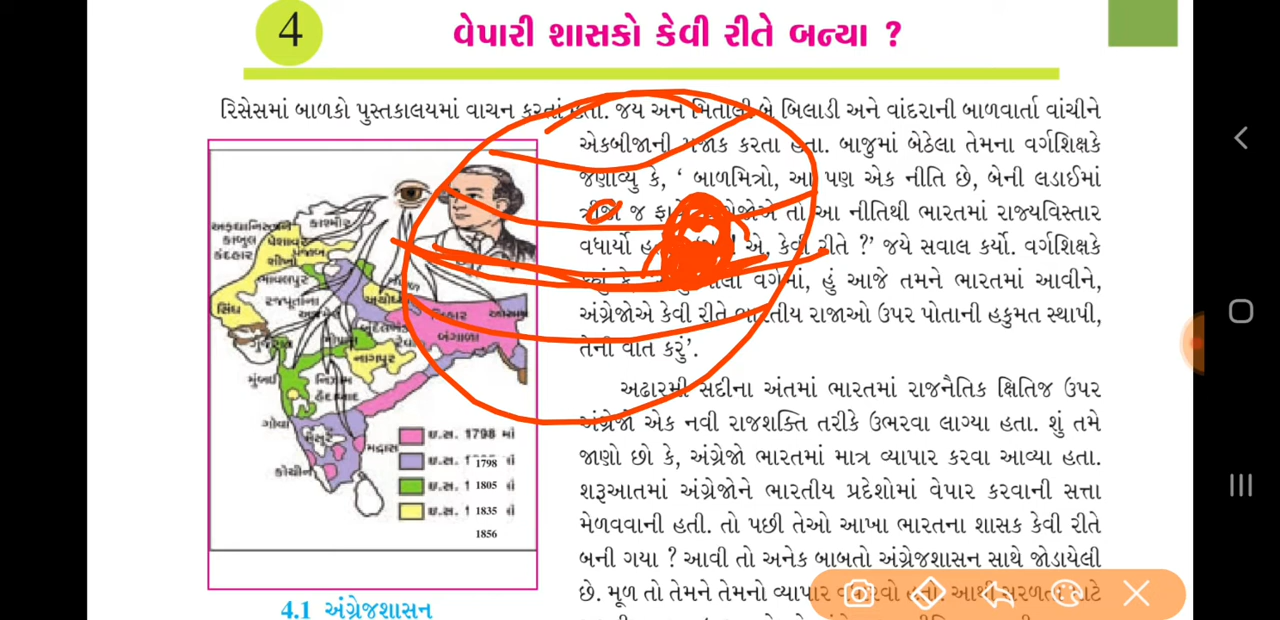 4
વેપારી શાસકો કેવી રીતે બન્યા ?
રિસેસમાં બાળકો પુસ્તકાલયમાં વાચન કરતાં હતા. જય અને મિતાલી બે બિલાડી અને વાંદરાની બાળવાર્તા વાંચીને
એકબીજાની મજાક કરતા હતા. બાજુમાં બેઠેલા તેમના વર્ગશિક્ષકે
જણાવ્યુ કે, ‘ બાળમિત્રો, આ પણ એક નીતિ છે, બેની લડાઈમાં
ત્રીજો જ તો આ નીતિથી ભારતમાં રાજ્યવિસ્તાર
વધાર્યો એ, કેવી રીતે ?’ જયે સવાલ કર્યો. વર્ગશિક્ષકે
કે વર્ગમાં, હું આજે તમને ભારતમાં આવીને,
અંગ્રેજોએ કેવી રીતે ભારતીય રાજાઓ ઉપર પોતાની હકુમત સ્થાપી,
તેની વાત કરું’.
અઢારમી સદીના અંતમાં ભારતમાં રાજનૈતિક ક્ષિતિજ ઉપર
અંગ્રેજો એક નવી રાજશક્તિ તરીકે ઉભરવા લાગ્યા હતા. શું તમે
જાણો છો કે, અંગ્રેજો ભારતમાં માત્ર વ્યાપાર કરવા આવ્યા હતા.
શરૂઆતમાં અંગ્રેજોને ભારતીય પ્રદેશોમાં વેપાર કરવાની સત્તા
મેળવવાની હતી. તો પછી તેઓ આખા ભારતના શાસક કેવી રીતે
બની ગયા ? આવી તો અનેક બાબતો અંગ્રેજશાસન સાથે જોડાયેલી
છે. મૂળ તો તેમને તેમનો વ્યાપાર
અફઘાનિસ્તાન
કાબુલ
કંદહાર
પેશાવર
કાશ્મીર
પંજાબ
શીખો
ભાવલપુર
રજપૂતાના
સિંધ
અયોધ્યા
બિહાર
આસામ
બુંદેલખંડ
બંગાળા
ગુજરાત
નાગપુર
મુંબઈ
નિઝામ
હૈદરાબાદ
ગોવા
મૈસુર
મદ્રાસ
કોચીન
ઇ.સ. 1798 માં
ઇ.સ. 1798
ઇ.સ. 1805
ઇ.સ. 1835
1856
4.1 અંગ્રેજશાસન